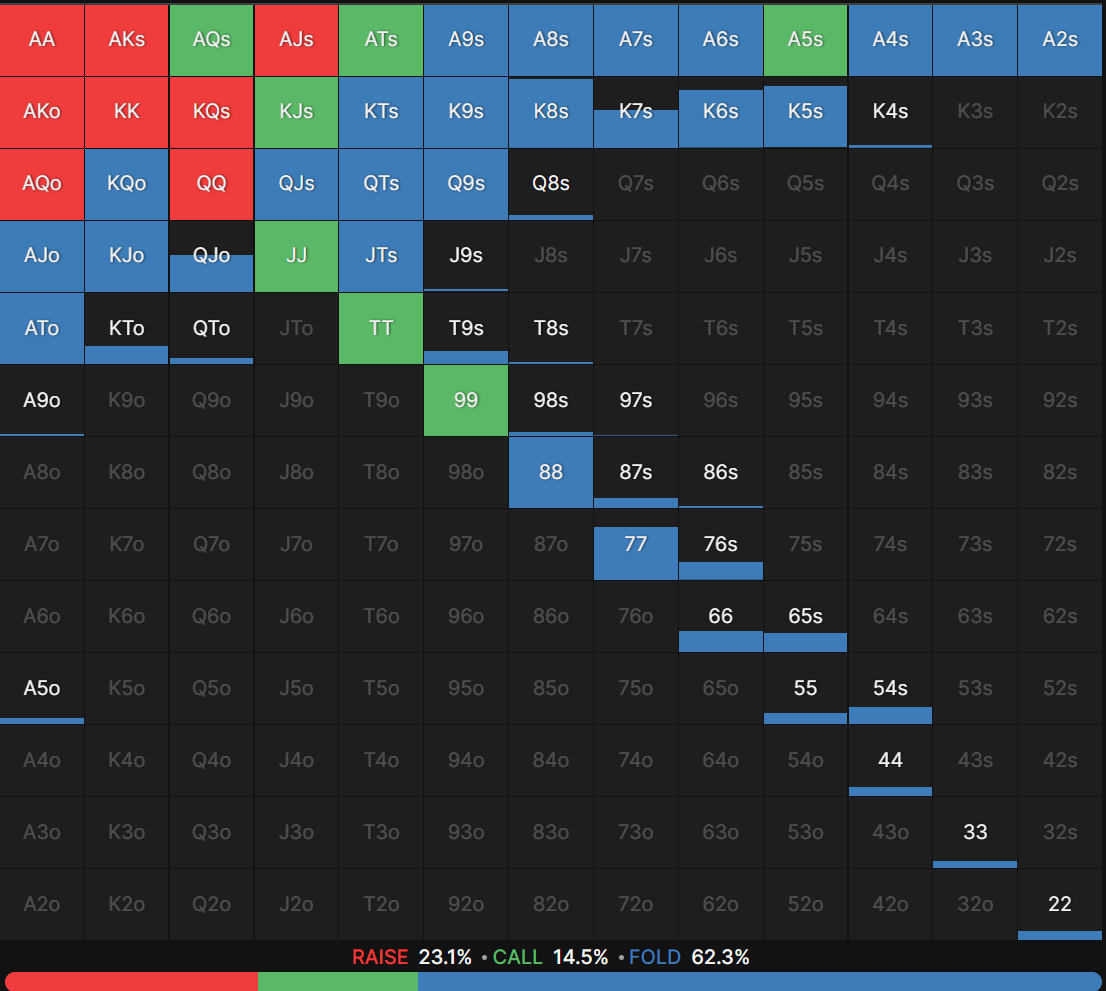 AA AKs AQs AJs ATs A9s A8s A7s A6s A5s A4s A3s A2s
AKo KK KQs KJs KTs K9s K8s K7s K6s K5s K4s K3s K2s
AQo KQo QQ QJs QTs Q9s Q8s Q7s Q6s Q5s Q4s Q3s Q2s
AJo KJo QJo JJ JTs J9s J8s J7s J6s J5s J4s J3s J2s
ATo KTo QTo JTo TT T9s T8s T7s T6s T5s T4s T3s T2s
A9o K9o Q9o J9o T9o 99 98s 97s 96s 95s 94s 93s 92s
A8o K8o Q8o J8o T8o 98o 88 87s 86s 85s 84s 83s 82s
A7o K7o Q7o J7o T7o 97o 87o 77 76s 75s 74s 73s 72s
A6o K6o Q6o J6o T6o 96o 86o 76o 66 65s 64s 63s 62s
A5o K5o Q5o J5o T5o 95o 85o 75o 65o 55 54s 53s 52s
A4o K4o Q4o J4o T4o 94o 84o 74o 64o 54o 44 43s 42s
A3o K3o Q3o J3o T3o 93o 83o 73o 63o 53o 43o 33 32s
A2o K2o Q2o J2o T2o 92o 82o 72o 62o 52o 42o 32o 22
RAISE 23.1% • CALL 14.5% • FOLD 62.3%